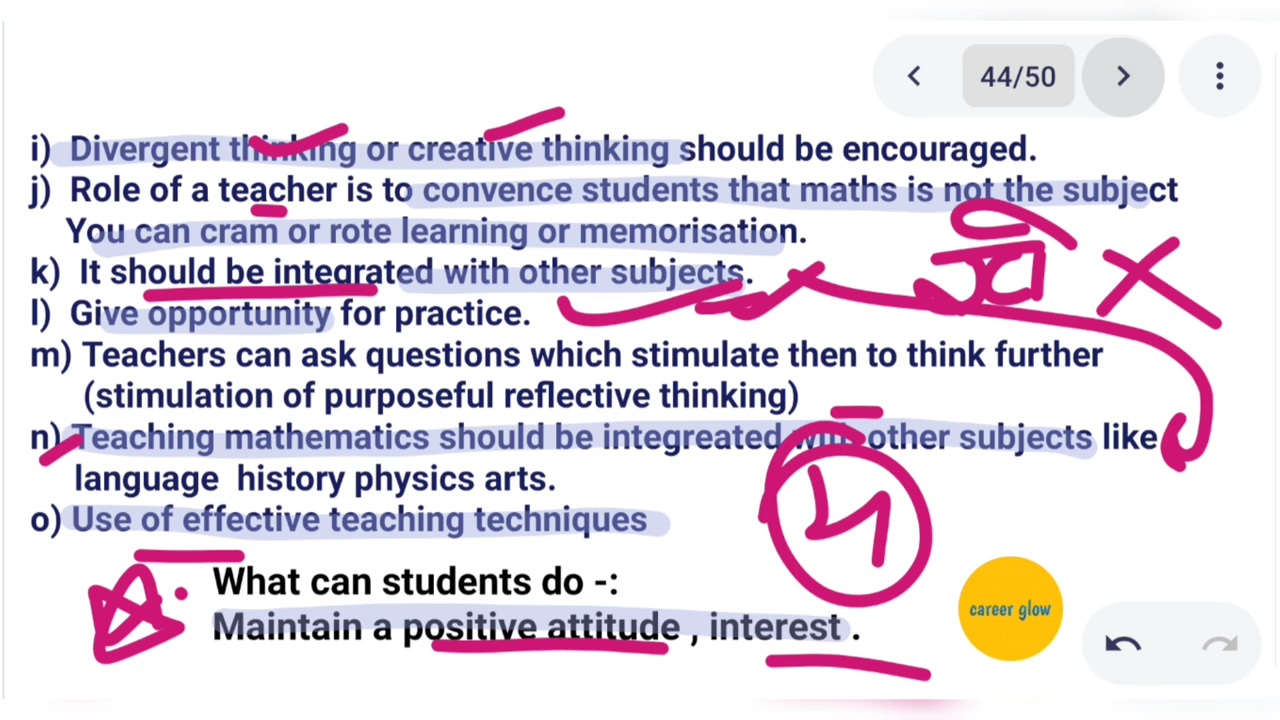 44/50
i) Divergent thinking or creative thinking should be encouraged.
j) Role of a teacher is to convence students that maths is not the subject
You can cram or rote learning or memorisation.
k) It should be integrated with other subjects.
l) Give opportunity for practice.
m) Teachers can ask questions which stimulate then to think further
(stimulation of purposeful reflective thinking)
n) Teaching mathematics should be integreated with other subjects like
language history physics arts.
o) Use of effective teaching techniques
What can students do -:
Maintain a positive attitude , interest .
career glow